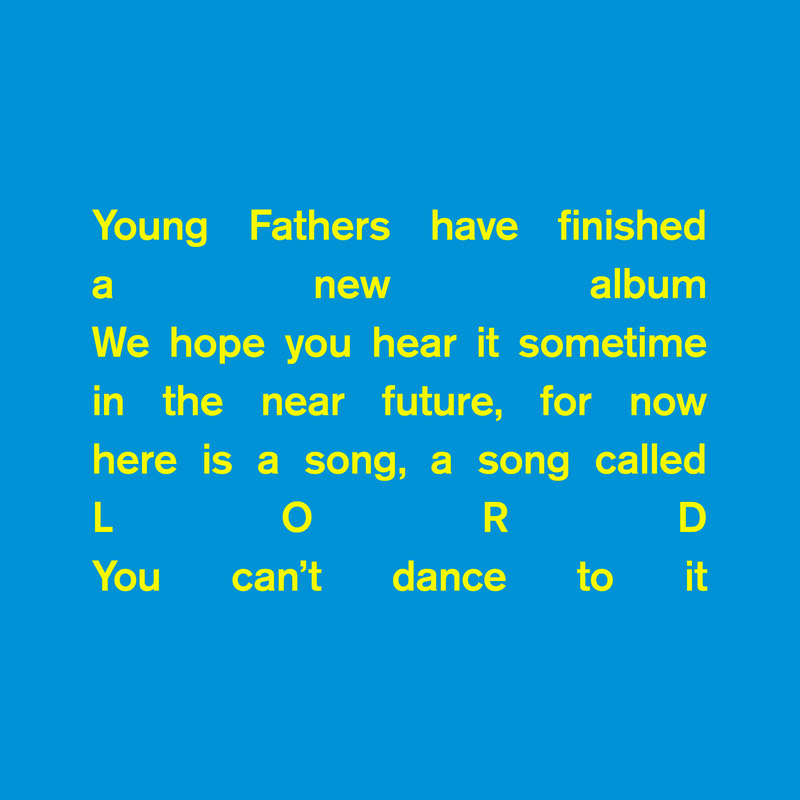 Young Fathers have finished
a new album
We hope you hear it sometime
in the near future, for now
here is a song, a song called
L O R D
You can’t dance to it